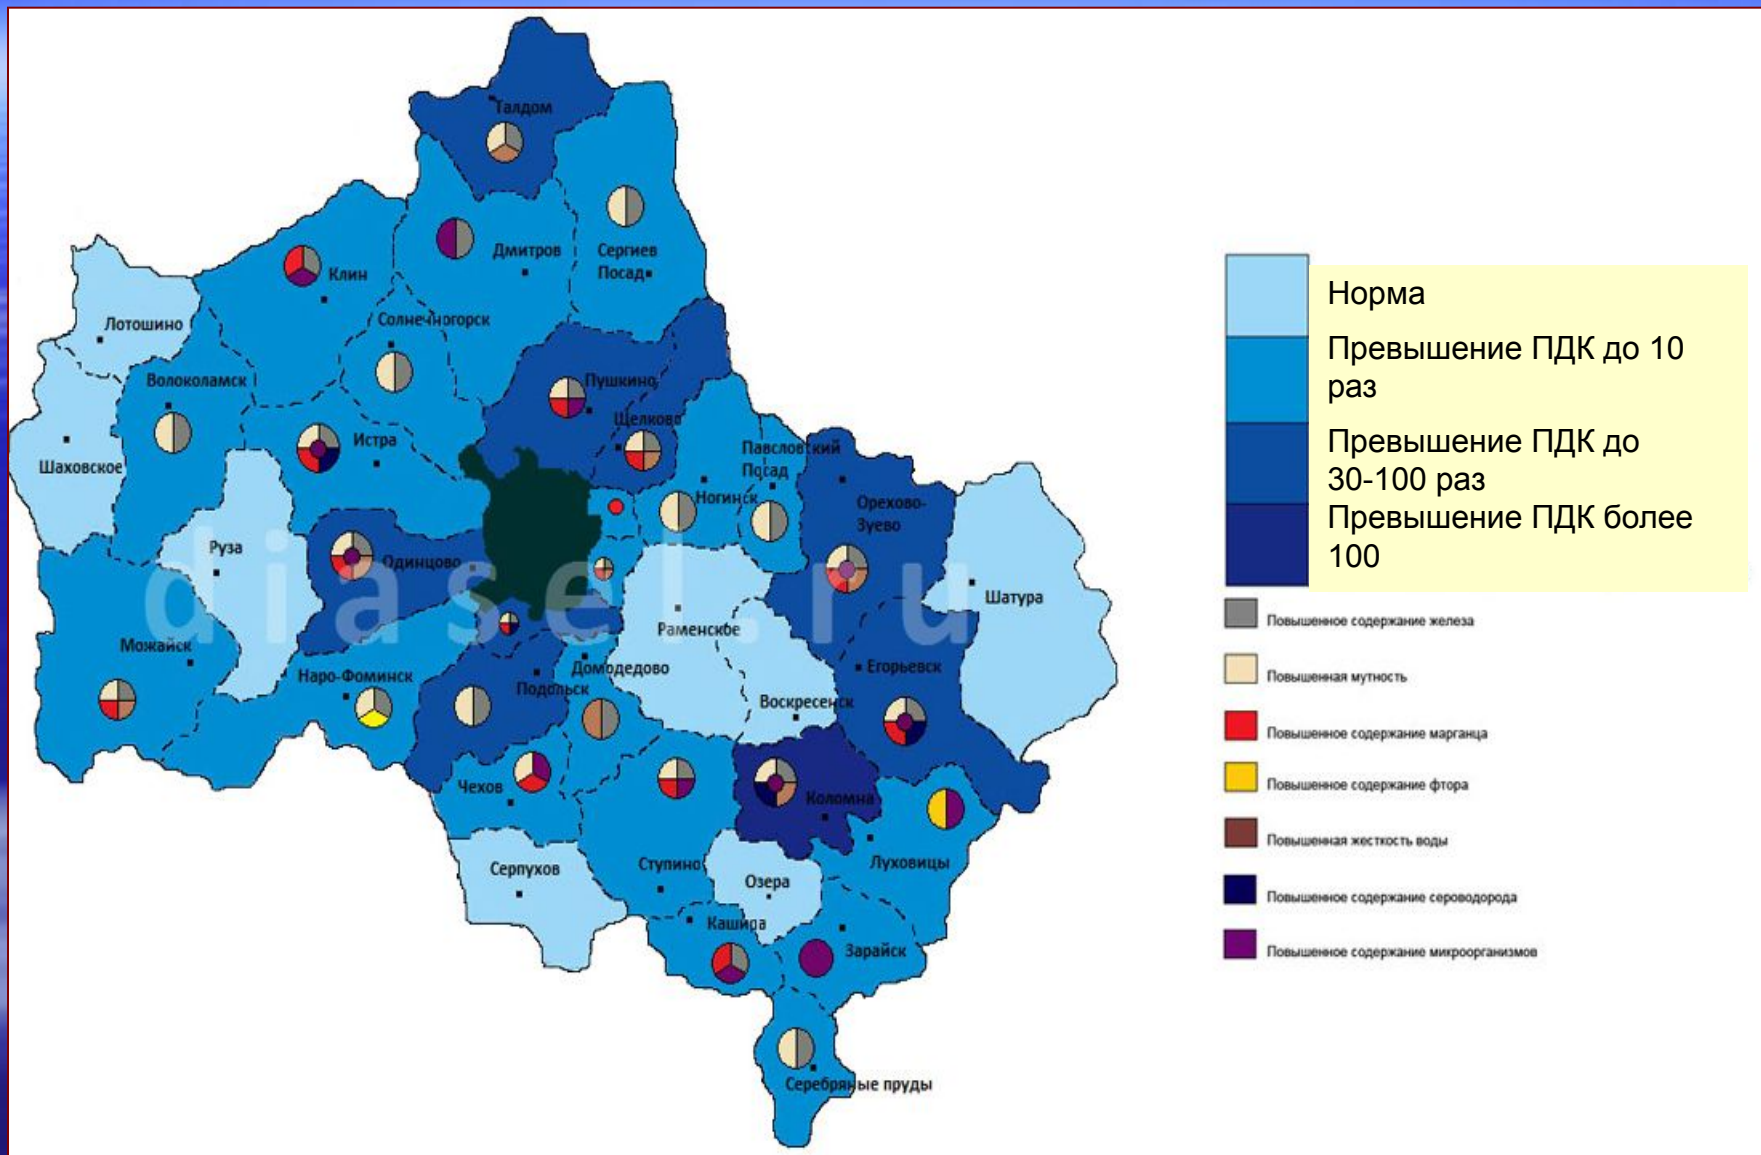 Талдом
Дмитров
Сергиев
Посад
Клин
Солнечногорск
Лотошино
Волоколамск
Пушкино
Щелково
Истра
Шаховское
Павсловский
Посад
Ногинск
Орехово-
Зуево
Руза
Одинцово
Шатура
diasel.ru
Раменское
Можайск
Наро-Фоминск
Домодедово
Подольск
Егорьевск
Воскресенск
Чехов
Коломна
Серпухов
Ступино
Озера
Луховицы
Кашира
Зарайск
Серебряные пруды
Норма
Превышение ПДК до 10
раз
Превышение ПДК до
30-100 раз
Превышение ПДК более
100
Повышенное содержание железа
Повышенная мутность
Повышенное содержание марганца
Повышенное содержание фтора
Повышенная жесткость воды
Повышенное содержание сероводорода
Повышенное содержание микроорганизмов